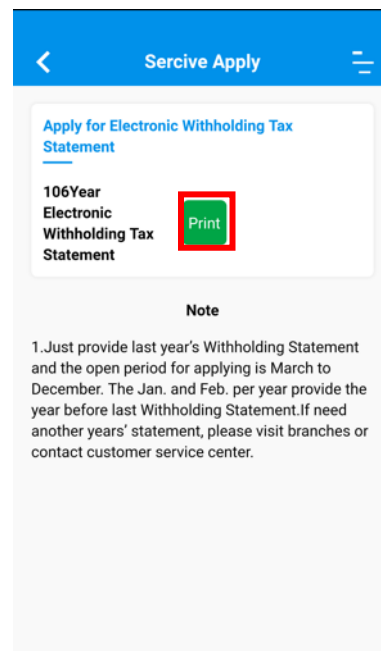 Sercive Apply
Apply for Electronic Withholding Tax
Statement
106Year
Electronic
Withholding Tax
Statement
Print
Note
1.Just provide last year's Withholding Statement
and the open period for applying is March to
December. The Jan. and Feb. per year provide the
year before last Withholding Statement.If need
another years' statement, please visit branches or
contact customer service center.